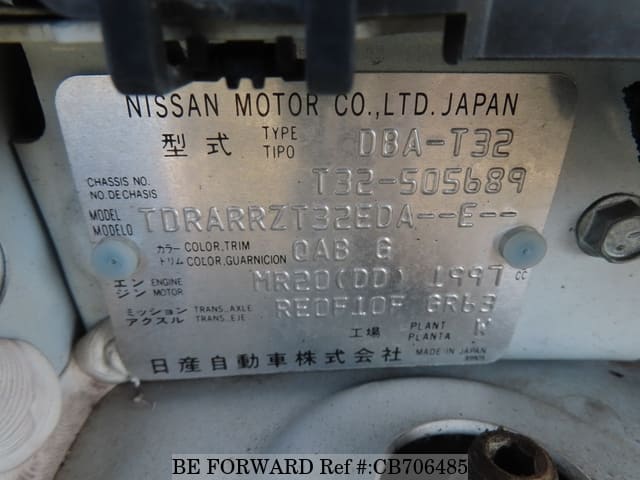 NISSAN MOTOR CO.,LTD. JAPAN
型式 TYPE TIPO DBA-T32
CHASSIS NO. NO. DE CHASIS T32-505689
MODEL MODELO TDRARRZT32EDA--E--
カラー COLOR, TRIM トリム COLOR, GUARNICION QAB G
エンジン ENGINE MOTOR MR20(DD) 1997 cc
ミッション TRANS., AXLE アクスル TRANS., EJE RE0F10F GR63
工場 PLANT PLANTA
日産自動車株式会社 MADE IN JAPAN
BE FORWARD Ref #:CB706485